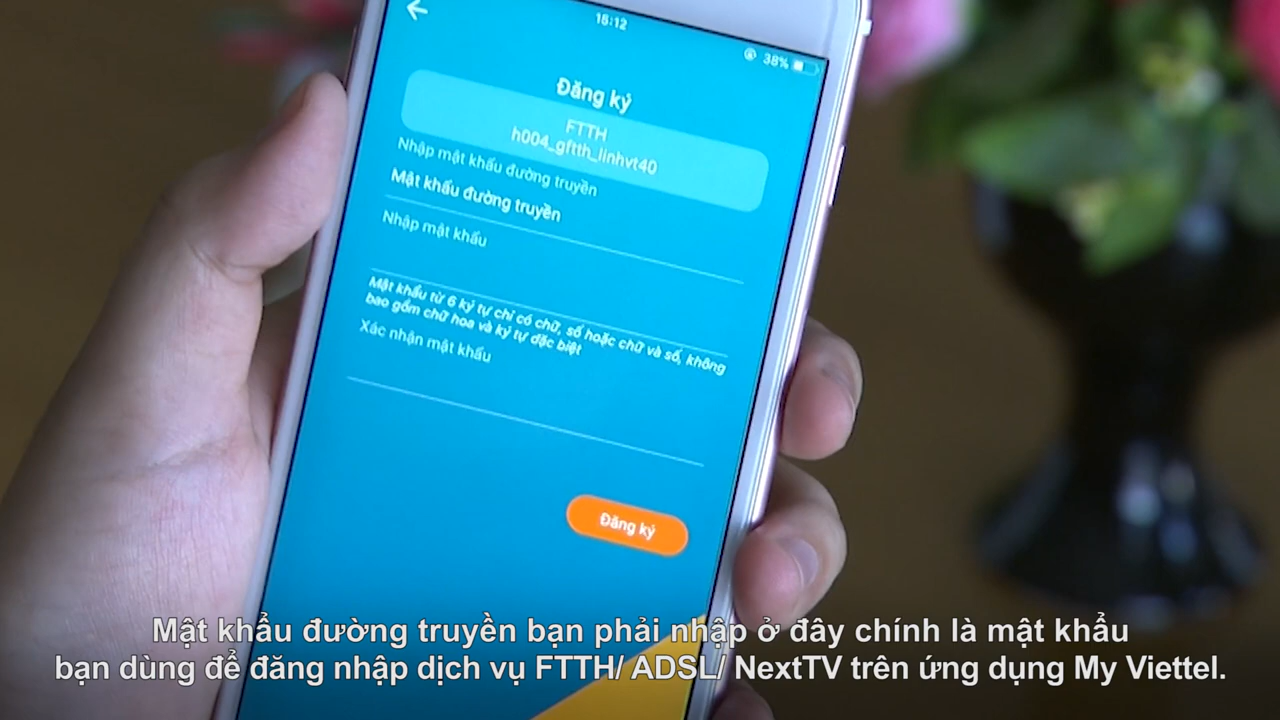 15:12
38%
Đăng ký
FTTH
h004_gftth_linhvt40
Nhập mật khẩu đường truyền
Mật khẩu đường truyền
Nhập mật khẩu
Mật khẩu từ 6 ký tự chỉ có chữ, số hoặc chữ và số, không
bao gồm chữ hoa và ký tự đặc biệt
Xác nhận mật khẩu
Đăng ký
Mật khẩu đường truyền bạn phải nhập ở đây chính là mật khẩu
bạn dùng để đăng nhập dịch vụ FTTH/ ADSL/ NextTV trên ứng dụng My Viettel.